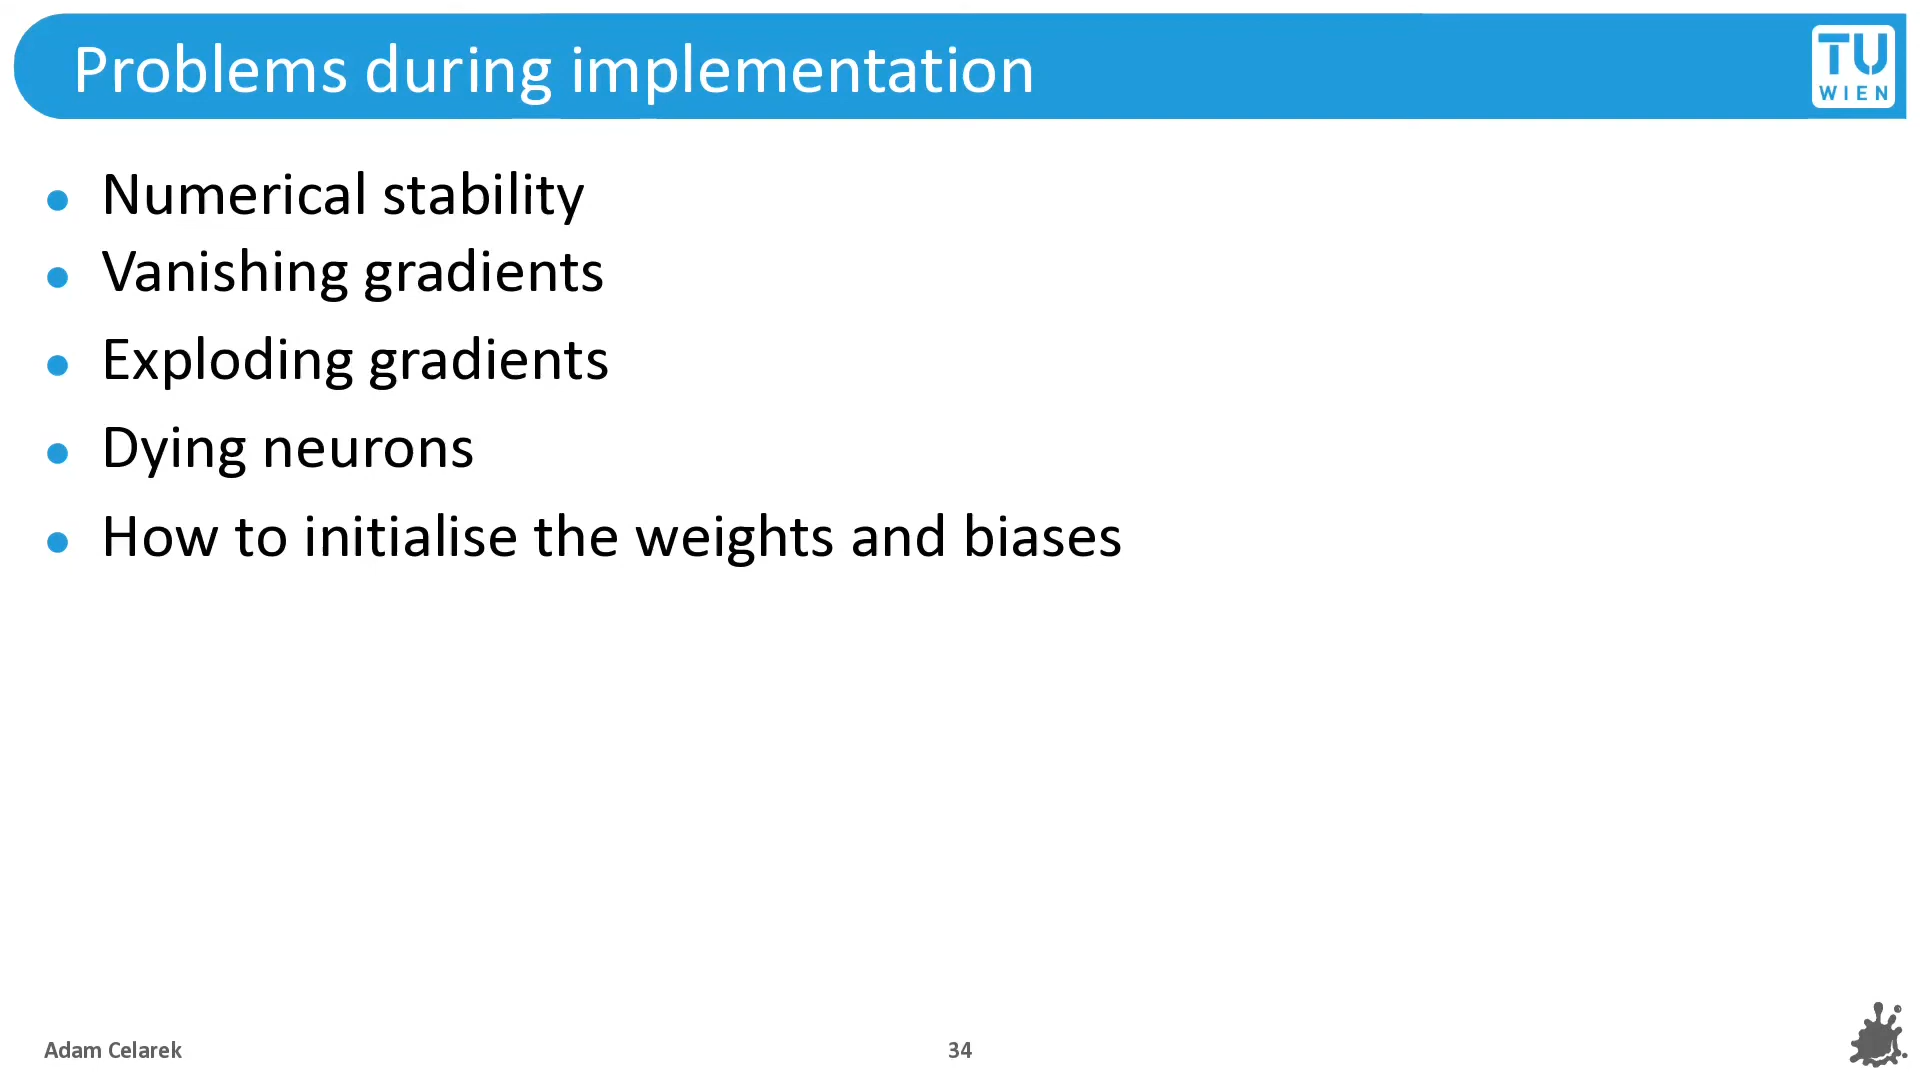 Problems during implementation
TU
WIEN
Numerical stability
Vanishing gradients
Exploding gradients
Dying neurons
How to initialise the weights and biases
Adam Celarek
34